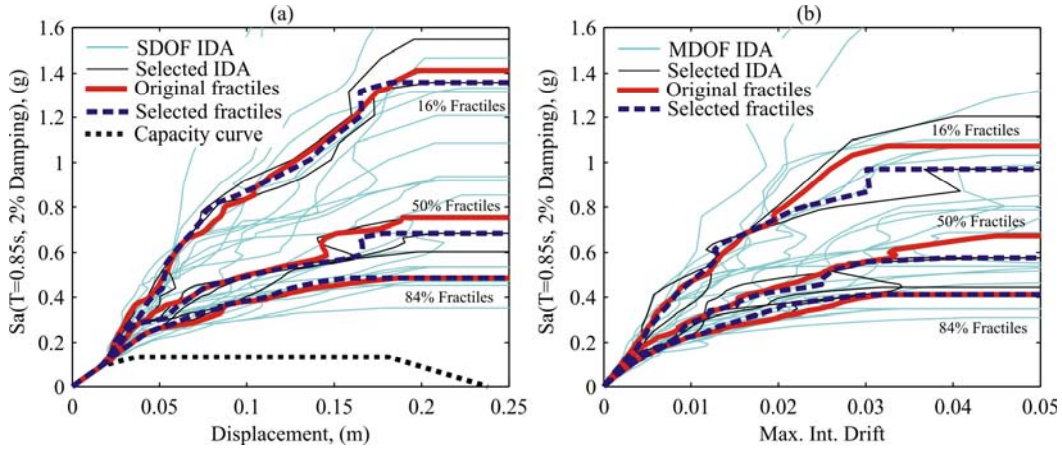 (a)
1.6
1.4
1.2
1
0.8
0.6
0.4
0.2
0
Sa(T=0.85s, 2% Damping), (g)
SDOF IDA
Selected IDA
Original fractiles
Selected fractiles
Capacity curve
16% Fractiles
50% Fractiles
84% Fractiles
0
0.05
0.1
0.15
0.2
0.25
Displacement, (m)
(b)
1.6
1.4
1.2
1
0.8
0.6
0.4
0.2
0
Sa(T=0.85s, 2% Damping), (g)
MDOF IDA
Selected IDA
Original fractiles
Selected fractiles
16% Fractiles
50% Fractiles
84% Fractiles
0
0.01
0.02
0.03
0.04
0.05
Max. Int. Drift